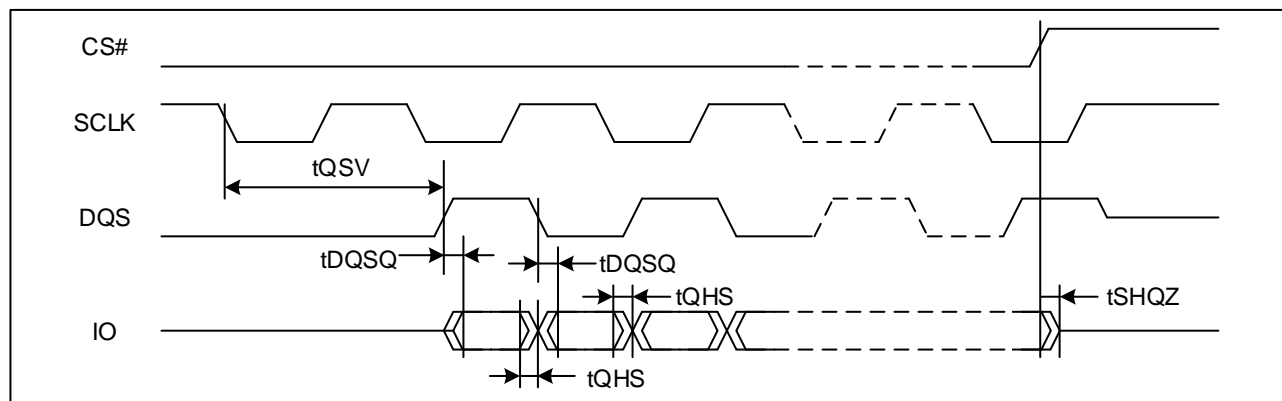 CS#
SCLK
tQSV
DQS
tDQSQ
tDQSQ
tQHS
tSHQZ
IO
tQHS